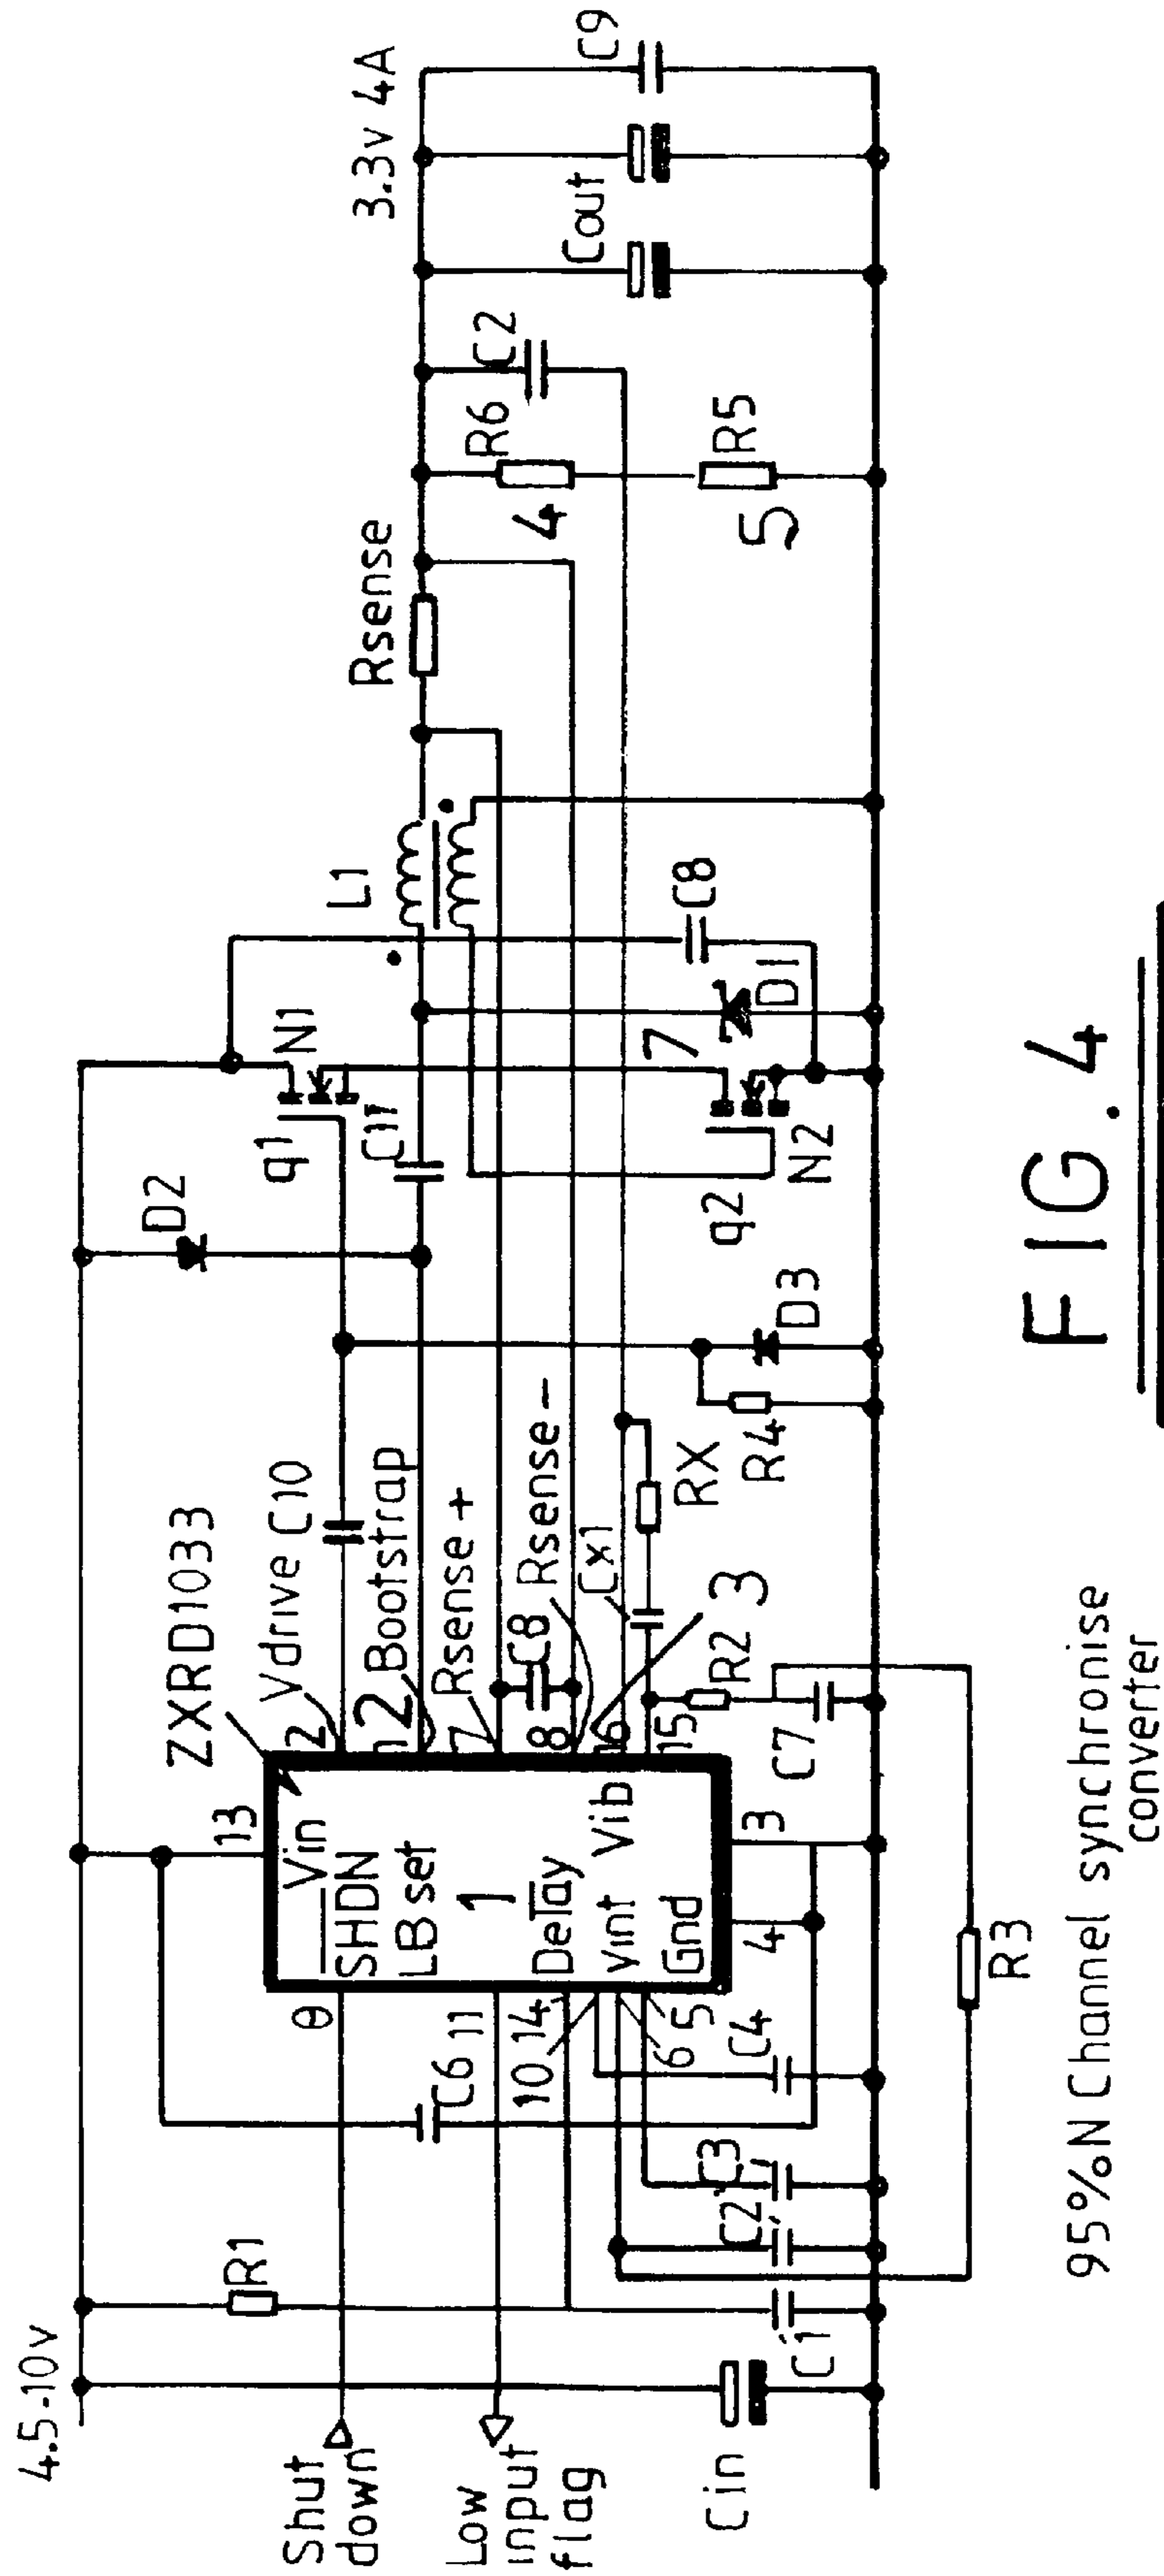 4.5-10v
3.3v 4A
ZXRD1033
D2
q1
N1
L1
Rsense
C9
Vdrive
C10
Bootstrap
C11
R6
C2
Cout
Rsense+
Rsense-
C8
4
R5
5
R1
Shut
down
Low
input
flag
Cin
9
C6
11
10
14
6
5
13
Vin
SHDN
LB set
1
Delay
Vint
Vib
Gnd
4
3
2
12
7
8
16
15
3
Cx1
RX
R2
C7
R4
D3
q2
N2
7
D1
C8
C1
C2
C3
C4
R3
95% N Channel synchronise
converter
FIG. 4